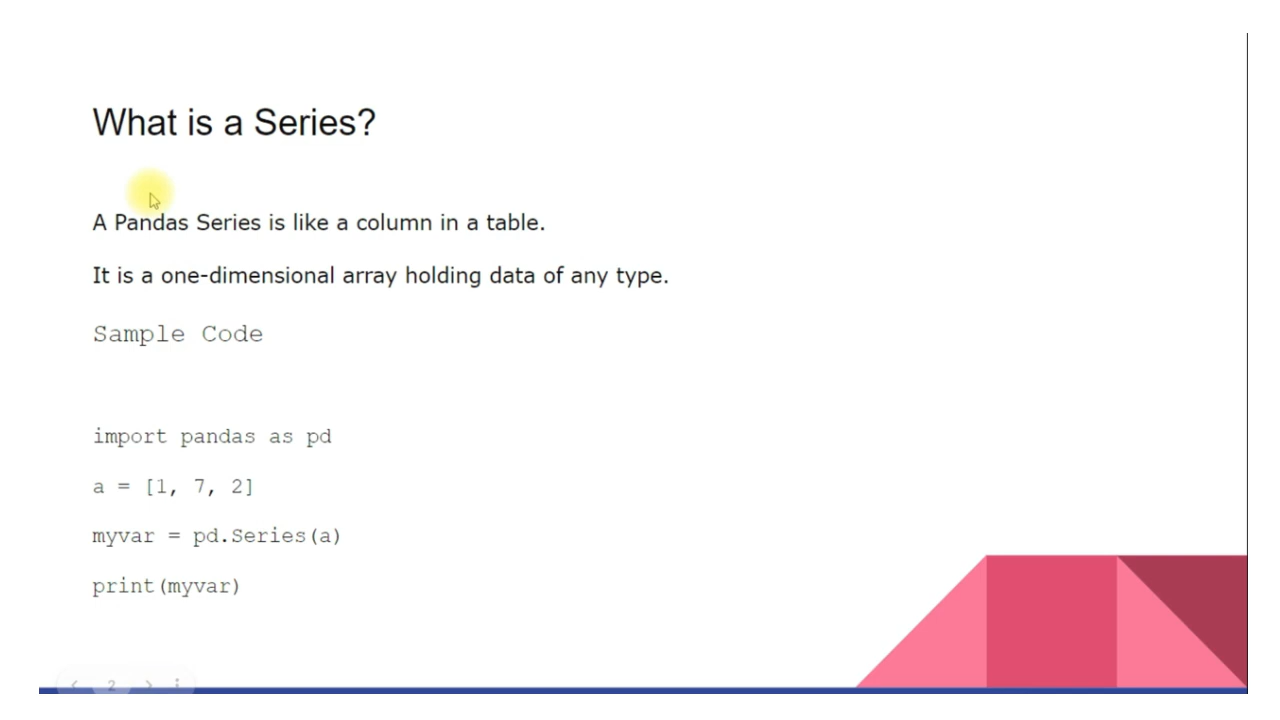 What is a Series?
A Pandas Series is like a column in a table.
It is a one-dimensional array holding data of any type.
Sample Code
import pandas as pd
a = [1, 7, 2]
myvar = pd.Series(a)
print(myvar)
2